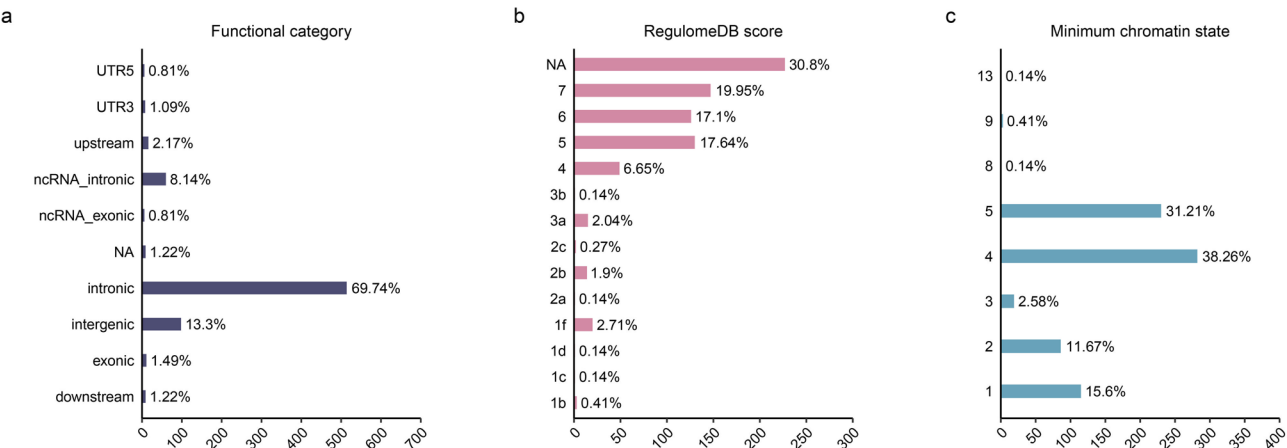 a
Functional category
UTR5 0.81%
UTR3 1.09%
upstream 2.17%
ncRNA_intronic 8.14%
ncRNA_exonic 0.81%
NA 1.22%
intronic 69.74%
intergenic 13.3%
exonic 1.49%
downstream 1.22%
0 100 200 300 400 500 600 700
b
RegulomeDB score
NA 30.8%
7 19.95%
6 17.1%
5 17.64%
4 6.65%
3b 0.14%
3a 2.04%
2c 0.27%
2b 1.9%
2a 0.14%
1f 2.71%
1d 0.14%
1c 0.14%
1b 0.41%
0 50 100 150 200 250 300
c
Minimum chromatin state
13 0.14%
9 0.41%
8 0.14%
5 31.21%
4 38.26%
3 2.58%
2 11.67%
1 15.6%
0 50 100 150 200 250 300 350 400